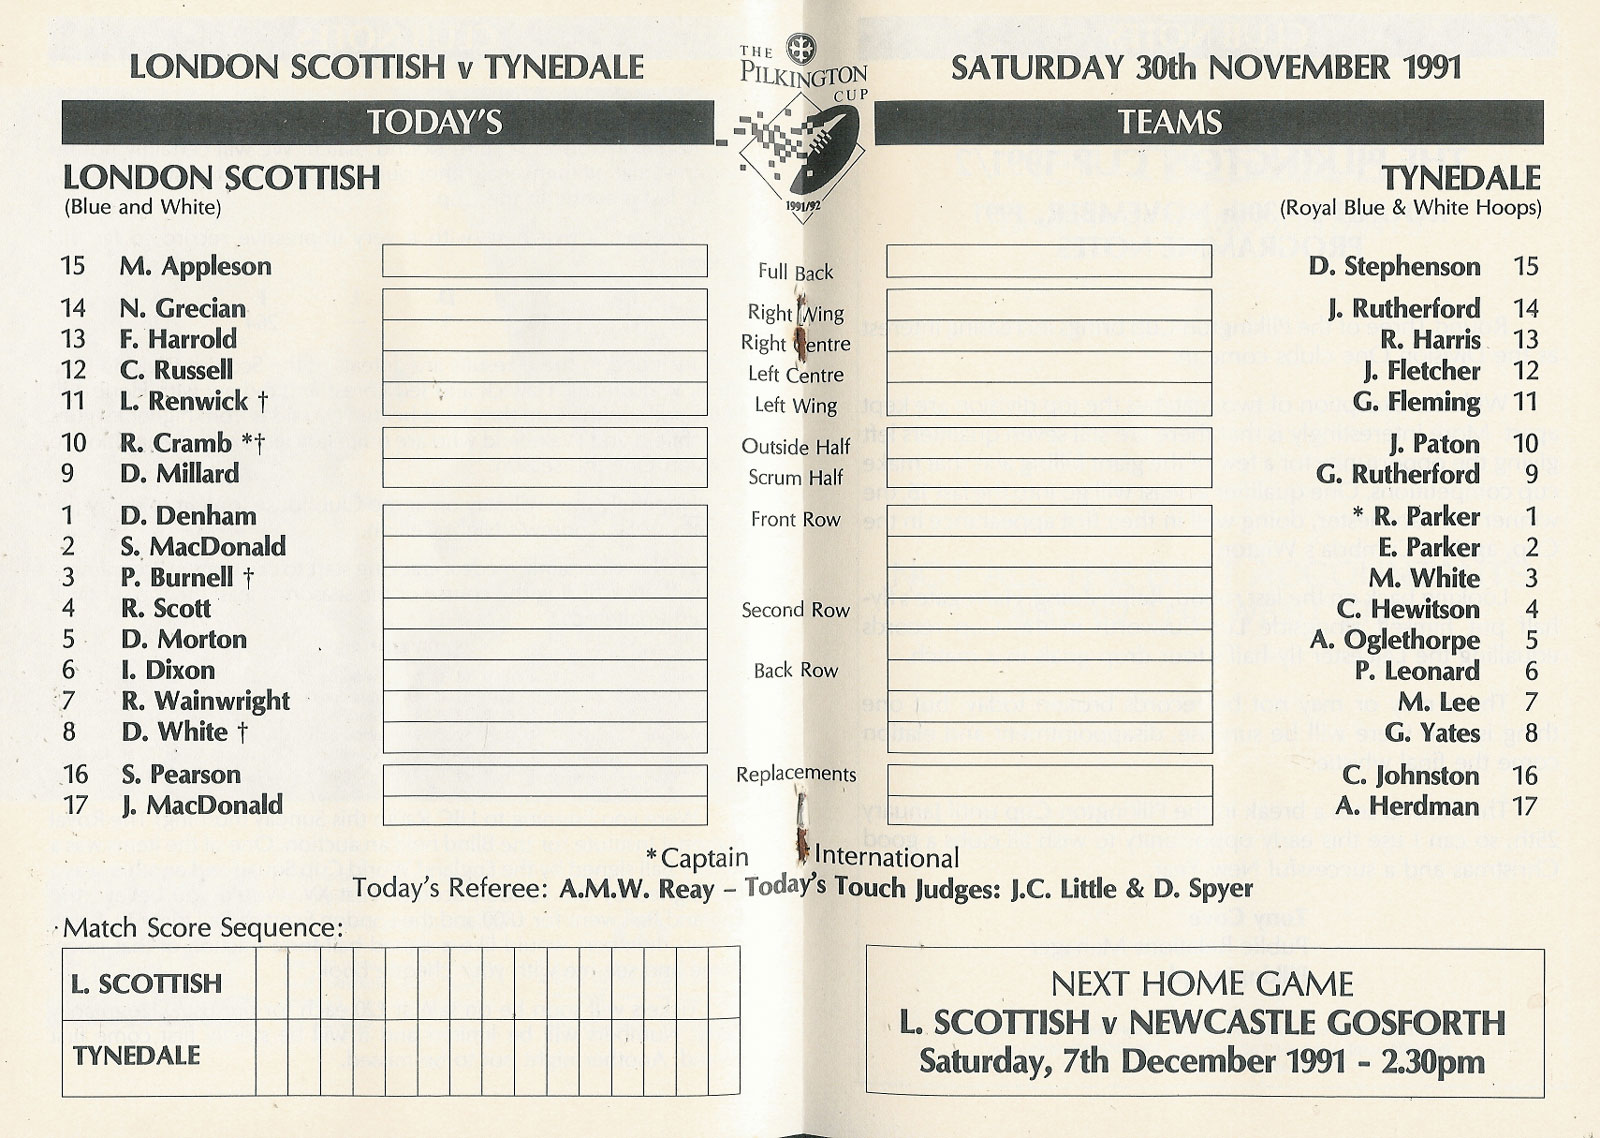 LONDON SCOTTISH v TYNEDALE
THE PILKINGTON CUP
1991/92
SATURDAY 30th NOVEMBER 1991
TODAY'S TEAMS
LONDON SCOTTISH
(Blue and White)
TYNEDALE
(Royal Blue & White Hoops)
15 M. Appleson Full Back D. Stephenson 15
14 N. Grecian Right Wing J. Rutherford 14
13 F. Harrold Right Centre R. Harris 13
12 C. Russell Left Centre J. Fletcher 12
11 L. Renwick † Left Wing G. Fleming 11
10 R. Cramb *† Outside Half J. Paton 10
9 D. Millard Scrum Half G. Rutherford 9
1 D. Denham Front Row * R. Parker 1
2 S. MacDonald E. Parker 2
3 P. Burnell † M. White 3
4 R. Scott Second Row C. Hewitson 4
5 D. Morton A. Oglethorpe 5
6 I. Dixon Back Row P. Leonard 6
7 R. Wainwright M. Lee 7
8 D. White † G. Yates 8
16 S. Pearson Replacements C. Johnston 16
17 J. MacDonald A. Herdman 17
*Captain †International
Today's Referee: A.M.W. Reay – Today's Touch Judges: J.C. Little & D. Spyer
Match Score Sequence:
L. SCOTTISH
TYNEDALE
NEXT HOME GAME
L. SCOTTISH v NEWCASTLE GOSFORTH
Saturday, 7th December 1991 - 2.30pm